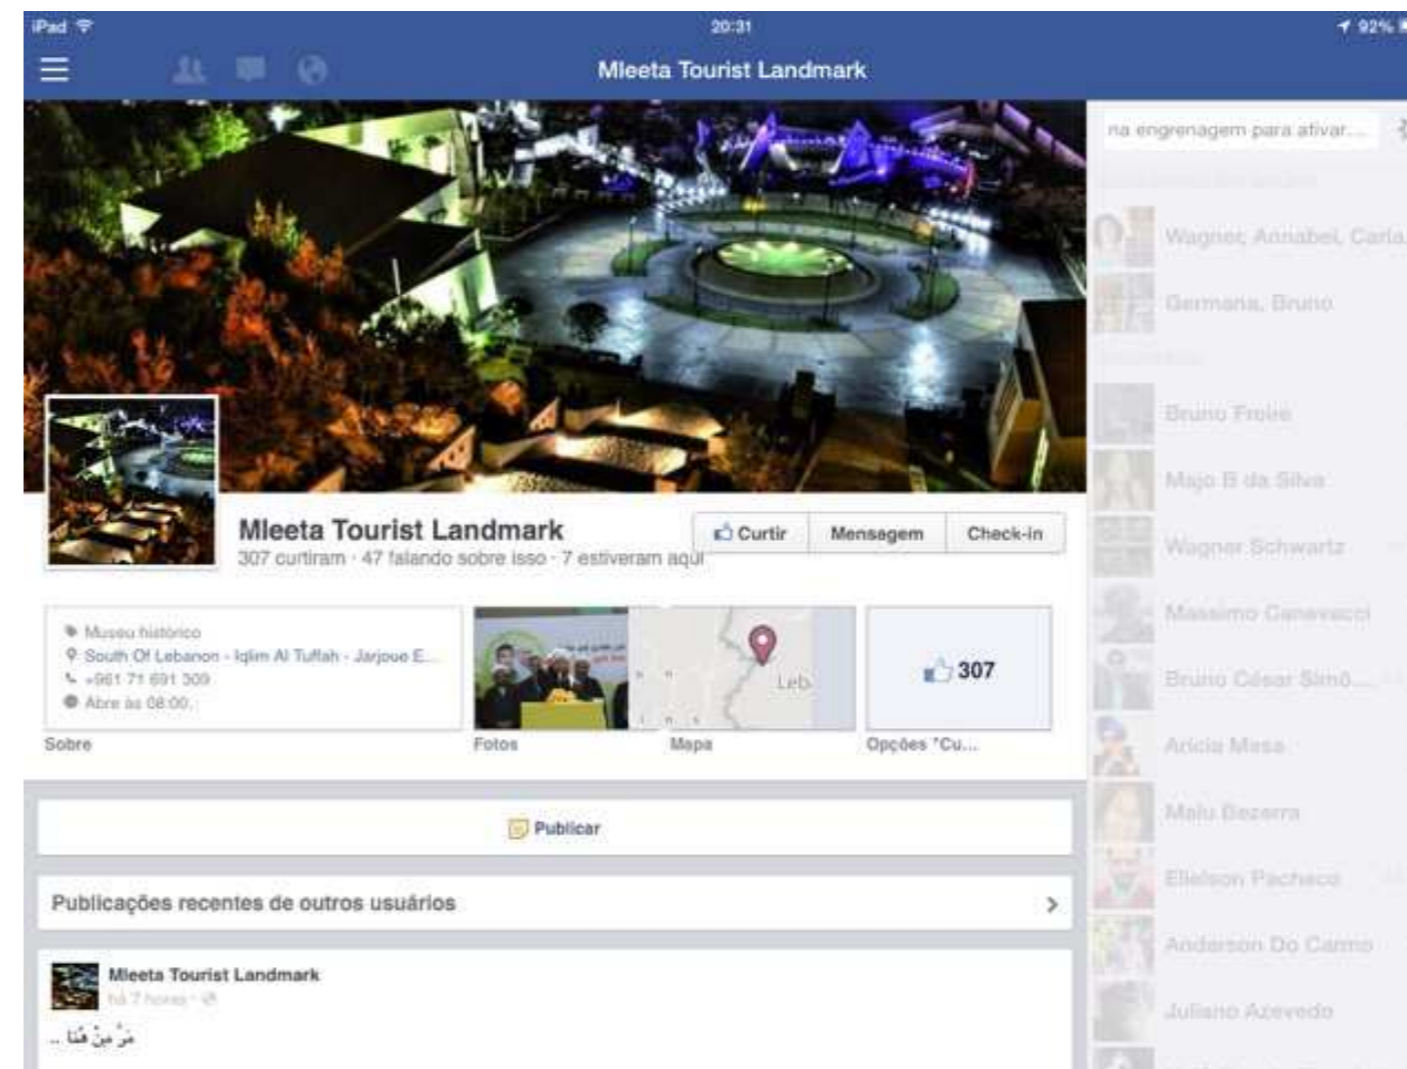 iPad 20:31 92%
Mleeta Tourist Landmark
na engrenagem para ativar...
Wagner, Annabel, Carla,
Germana, Bruno
Bruno Freire
Majo B da Silva
Wagner Schwartz
Massimo Canevacci
Bruno César Simõ...
Aricia Mesa
Malu Bezerra
Elielson Pacheco
Anderson Do Carmo
Juliano Azevedo
Mleeta Tourist Landmark
Curtir Mensagem Check-in
307 curtiram · 47 falando sobre isso · 7 estiveram aqui
Museu histórico
South Of Lebanon - Iqlim Al Tuffah - Jarjoue E...
+961 71 691 309
Abre às 08:00.
Leb
307
Sobre Fotos Mapa Opções "Cu...
Publicar
Publicações recentes de outros usuários
Mleeta Tourist Landmark
há 7 horas ·
مَرّ مِنْ هُنَا ..